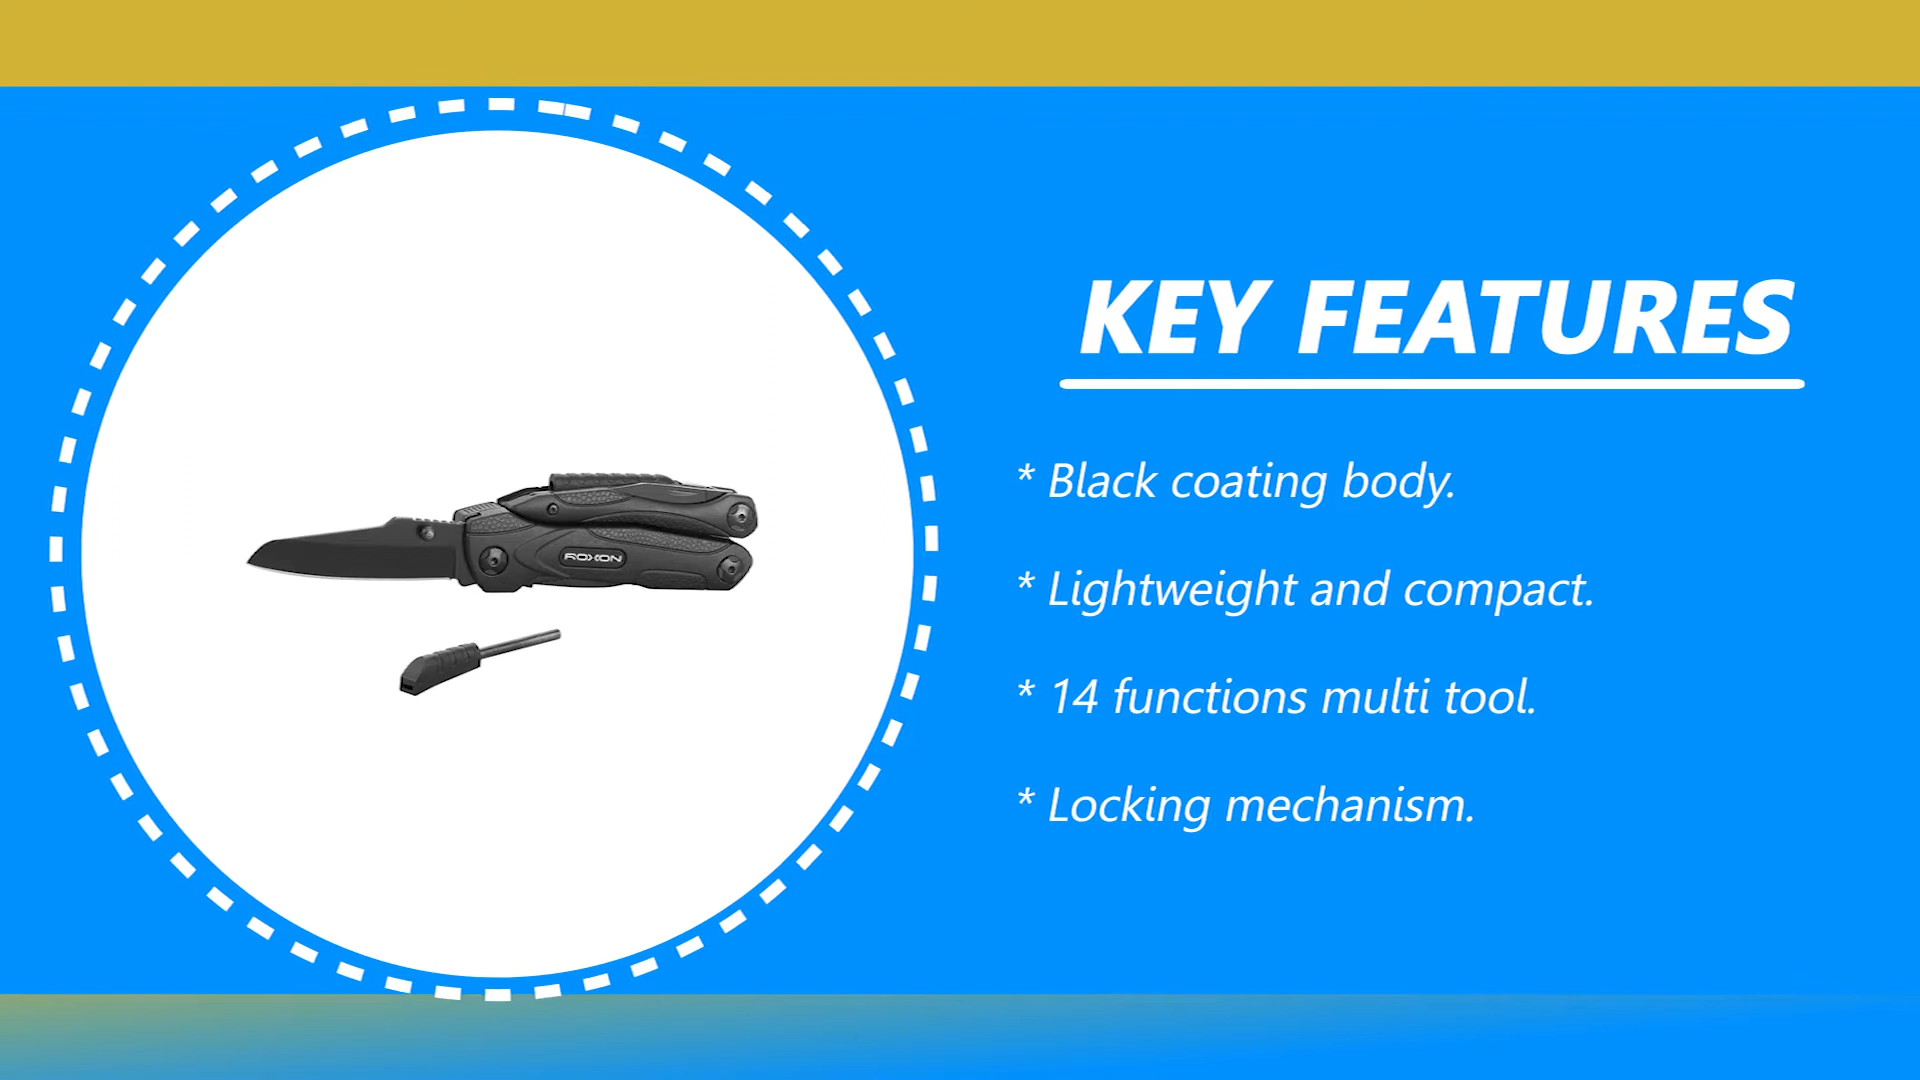 KEY FEATURES
* Black coating body.
* Lightweight and compact.
* 14 functions multi tool.
* Locking mechanism.
ROXON